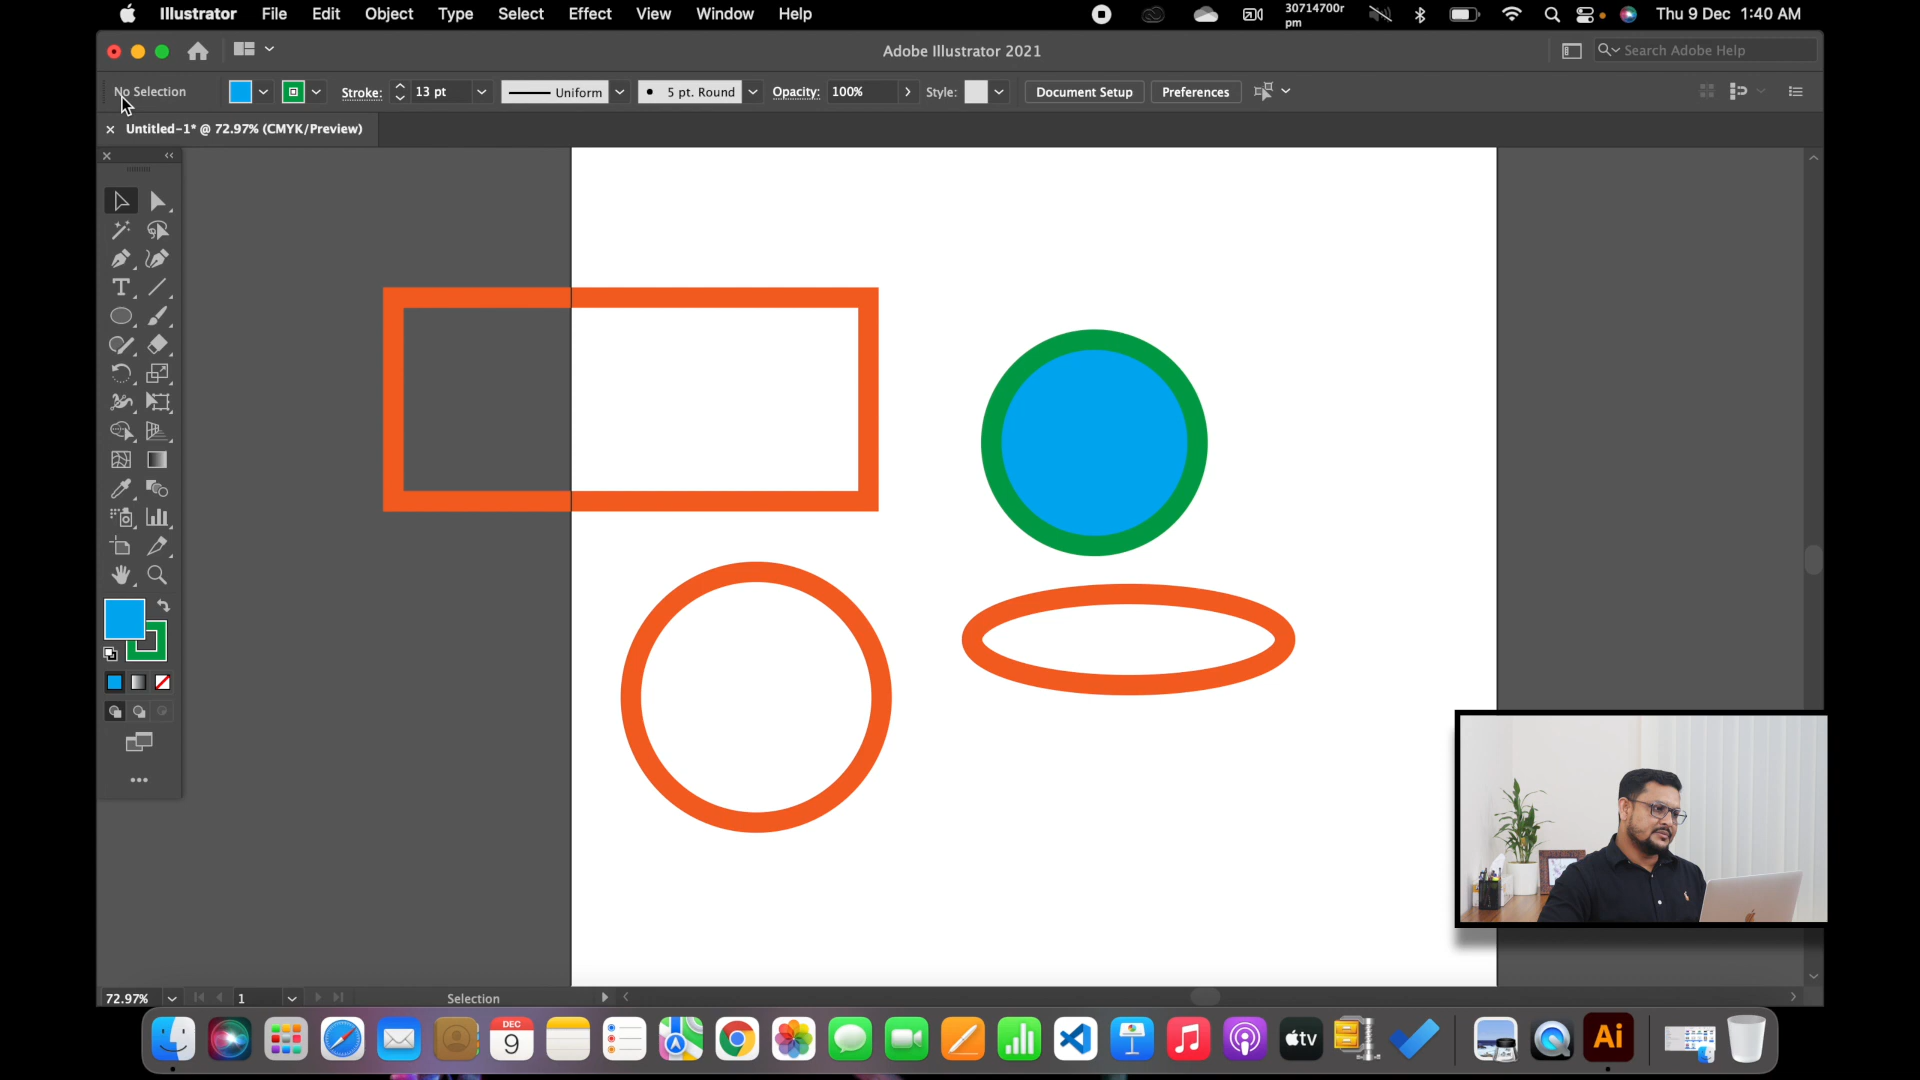 Illustrator File Edit Object Type Select Effect View Window Help 30714700r pm Thu 9 Dec 1:40 AM
Adobe Illustrator 2021 Search Adobe Help
No Selection Stroke: 13 pt Uniform 5 pt. Round Opacity: 100% Style: Document Setup Preferences
Untitled-1* @ 72.97% (CMYK/Preview)
72.97% 1 Selection
DEC
9
tv
Ai